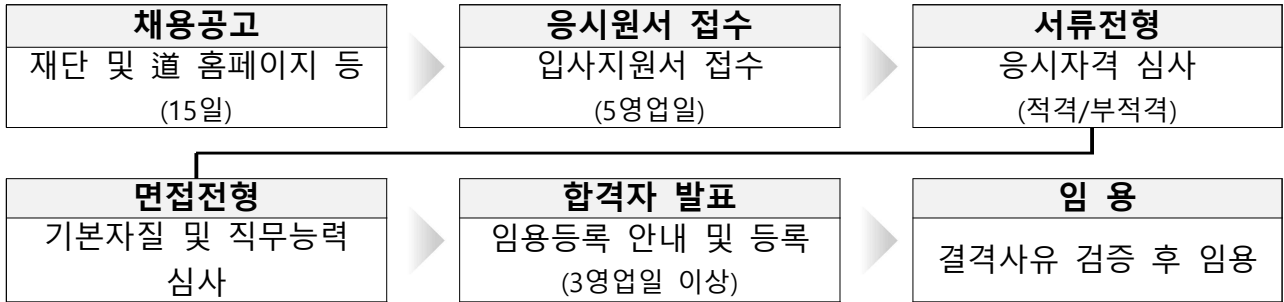 채용공고
재단 및 道 홈페이지 등
(15일)
응시원서 접수
입사지원서 접수
(5영업일)
서류전형
응시자격 심사
(적격/부적격)
면접전형
기본자질 및 직무능력
심사
합격자 발표
임용등록 안내 및 등록
(3영업일 이상)
임 용
결격사유 검증 후 임용